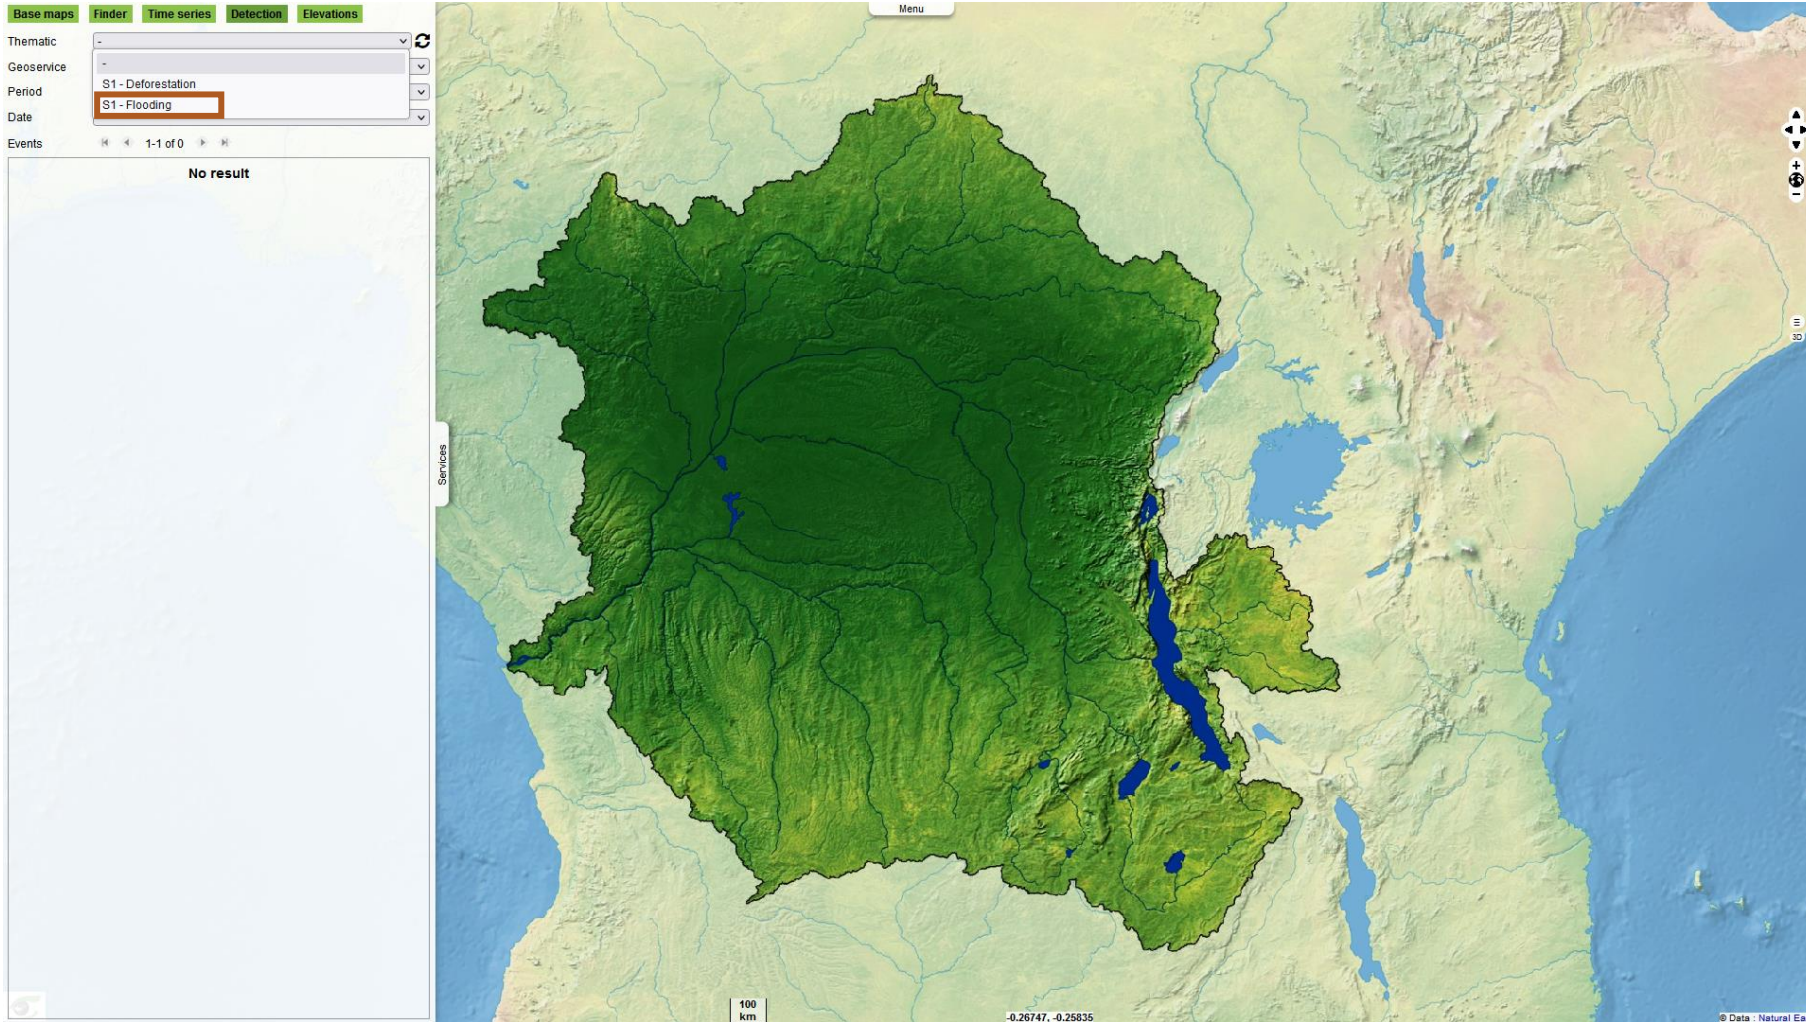 Base maps Finder Time series Detection Elevations
Menu
Thematic -
Geoservice -
Period S1 - Deforestation
S1 - Flooding
Date
Events 1-1 of 0
No result
Services
3D
100
km
-0.26747, -0.25835
© Data : Natural Ea